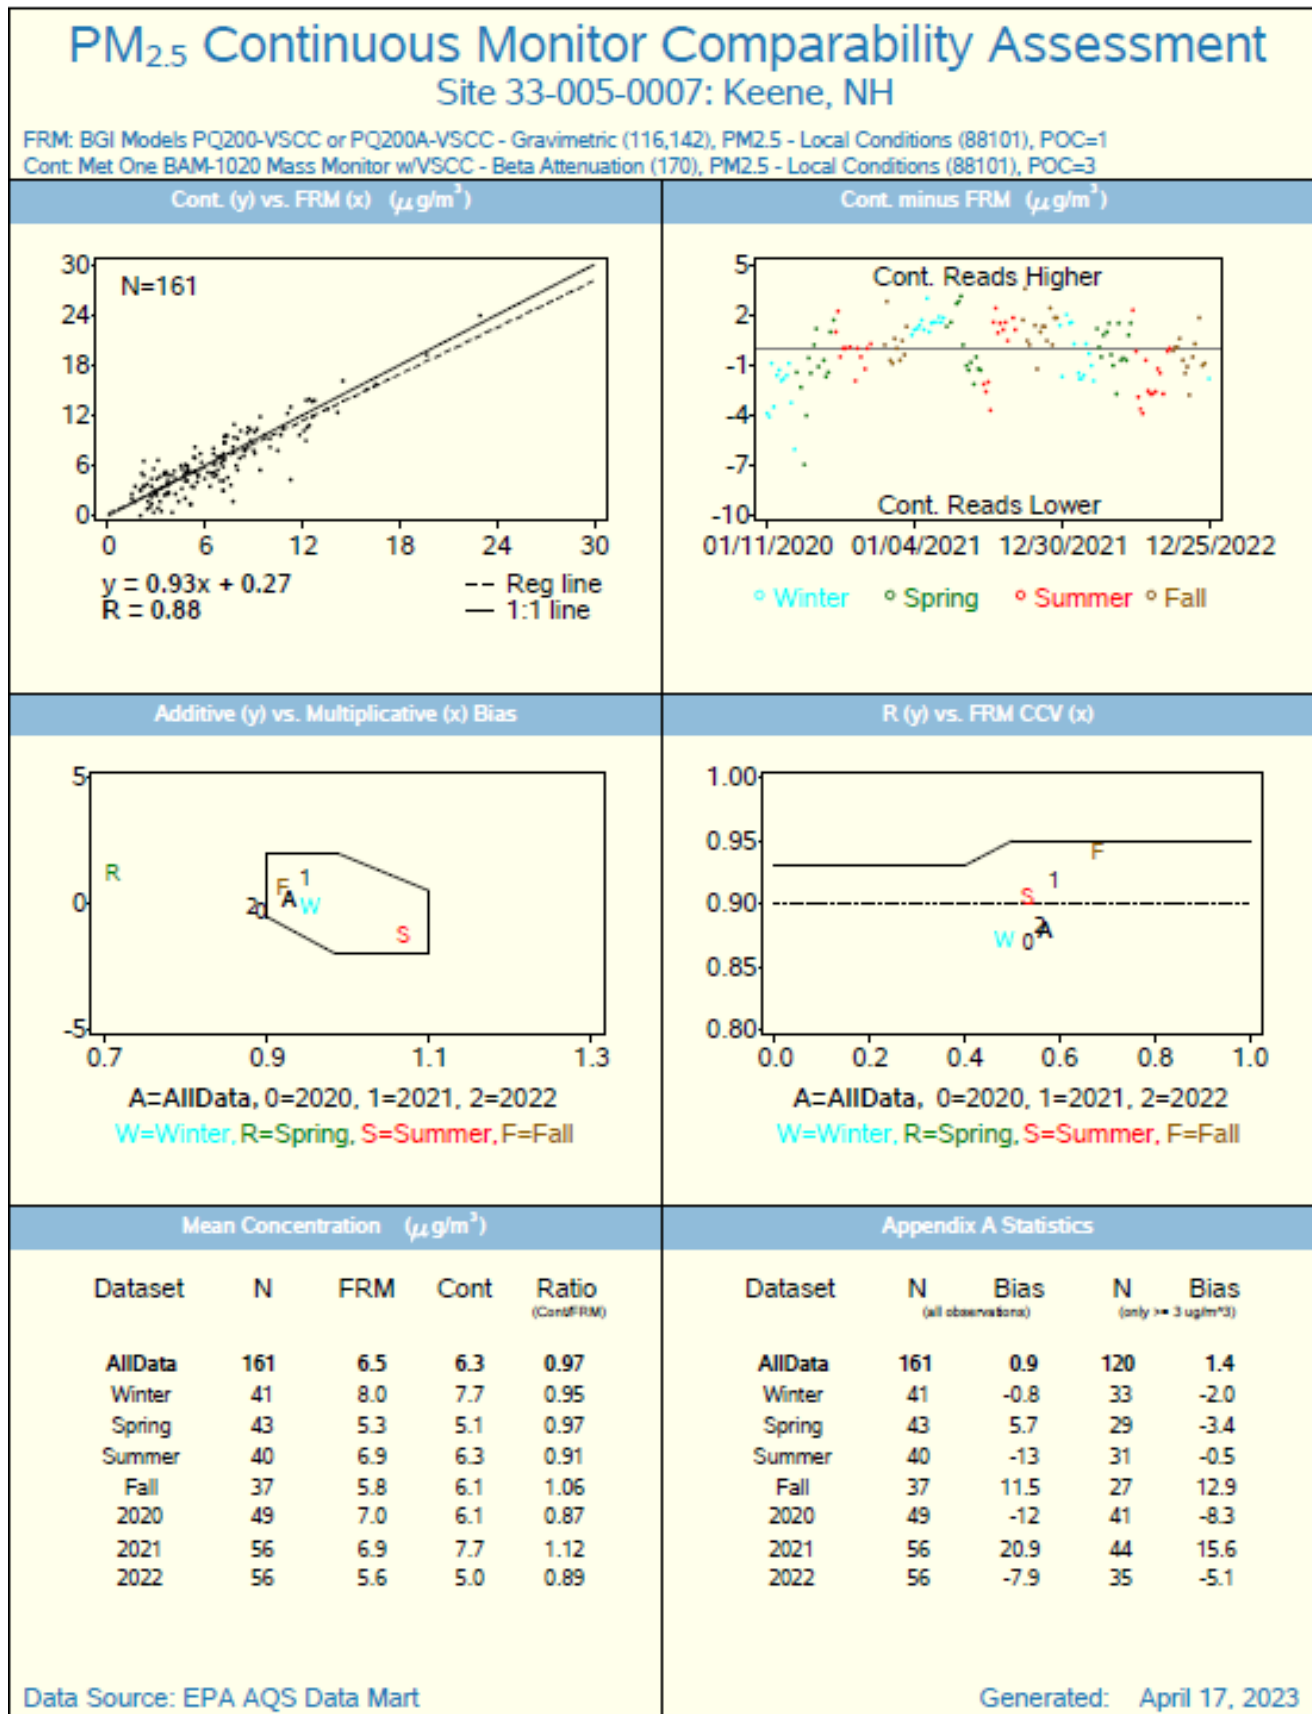 PM2.5 Continuous Monitor Comparability Assessment
Site 33-005-0007: Keene, NH
FRM: BGI Models PQ200-VSCC or PQ200A-VSCC - Gravimetric (116,142), PM2.5 - Local Conditions (88101), POC=1
Cont: Met One BAM-1020 Mass Monitor w/VSCC - Beta Attenuation (170), PM2.5 - Local Conditions (88101), POC=3
Cont. (y) vs. FRM (x) (μg/m³)
30
24
18
12
6
0
N=161
0 6 12 18 24 30
y = 0.93x + 0.27
R = 0.88
--- Reg line
— 1:1 line
Cont. minus FRM (μg/m³)
5
2
-1
-4
-7
-10
Cont. Reads Higher
Cont. Reads Lower
01/11/2020 01/04/2021 12/30/2021 12/25/2022
Winter Spring Summer Fall
Additive (y) vs. Multiplicative (x) Bias
5
0
-5
R
2
0
F
A
1
W
S
0.7 0.9 1.1 1.3
A=AllData, 0=2020, 1=2021, 2=2022
W=Winter, R=Spring, S=Summer, F=Fall
R (y) vs. FRM CCV (x)
1.00
0.95
0.90
0.85
0.80
F
1
S
W
0
2
A
0.0 0.2 0.4 0.6 0.8 1.0
A=AllData, 0=2020, 1=2021, 2=2022
W=Winter, R=Spring, S=Summer, F=Fall
Mean Concentration (μg/m³)
Dataset N FRM Cont Ratio
(Cont/FRM)
AllData 161 6.5 6.3 0.97
Winter 41 8.0 7.7 0.95
Spring 43 5.3 5.1 0.97
Summer 40 6.9 6.3 0.91
Fall 37 5.8 6.1 1.06
2020 49 7.0 6.1 0.87
2021 56 6.9 7.7 1.12
2022 56 5.6 5.0 0.89
Appendix A Statistics
Dataset N Bias N Bias
(all observations) (only >= 3 ug/m^3)
AllData 161 0.9 120 1.4
Winter 41 -0.8 33 -2.0
Spring 43 5.7 29 -3.4
Summer 40 -13 31 -0.5
Fall 37 11.5 27 12.9
2020 49 -12 41 -8.3
2021 56 20.9 44 15.6
2022 56 -7.9 35 -5.1
Data Source: EPA AQS Data Mart
Generated: April 17, 2023